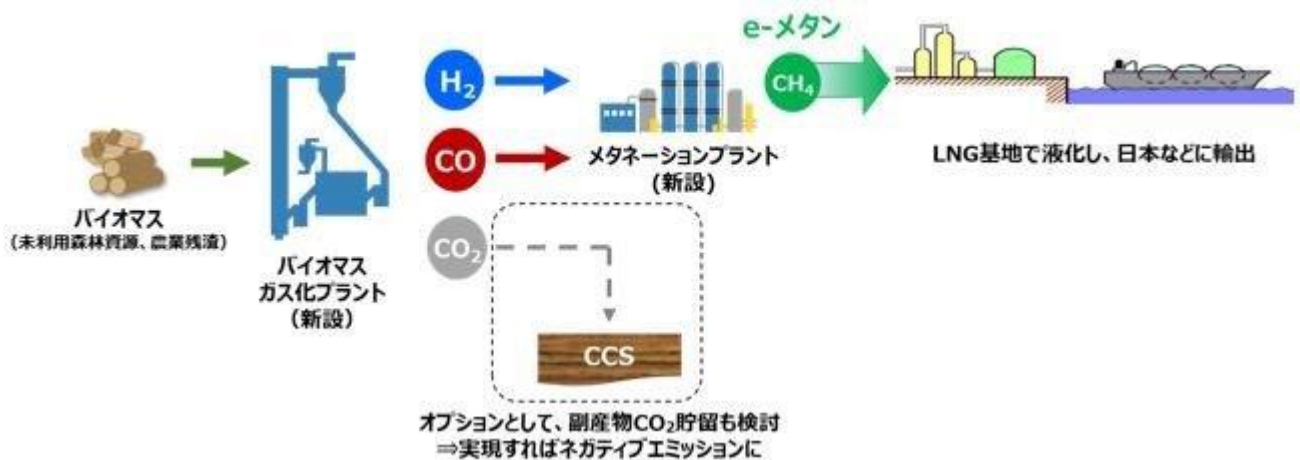 e-メタン
H₂
CH₄
CO
メタネーションプラント
(新設)
LNG基地で液化し、日本などに輸出
バイオマス
(未利用森林資源、農業残渣)
CO₂
バイオマス
ガス化プラント
(新設)
CCS
オプションとして、副産物CO₂貯留も検討
⇒実現すればネガティブエミッションに